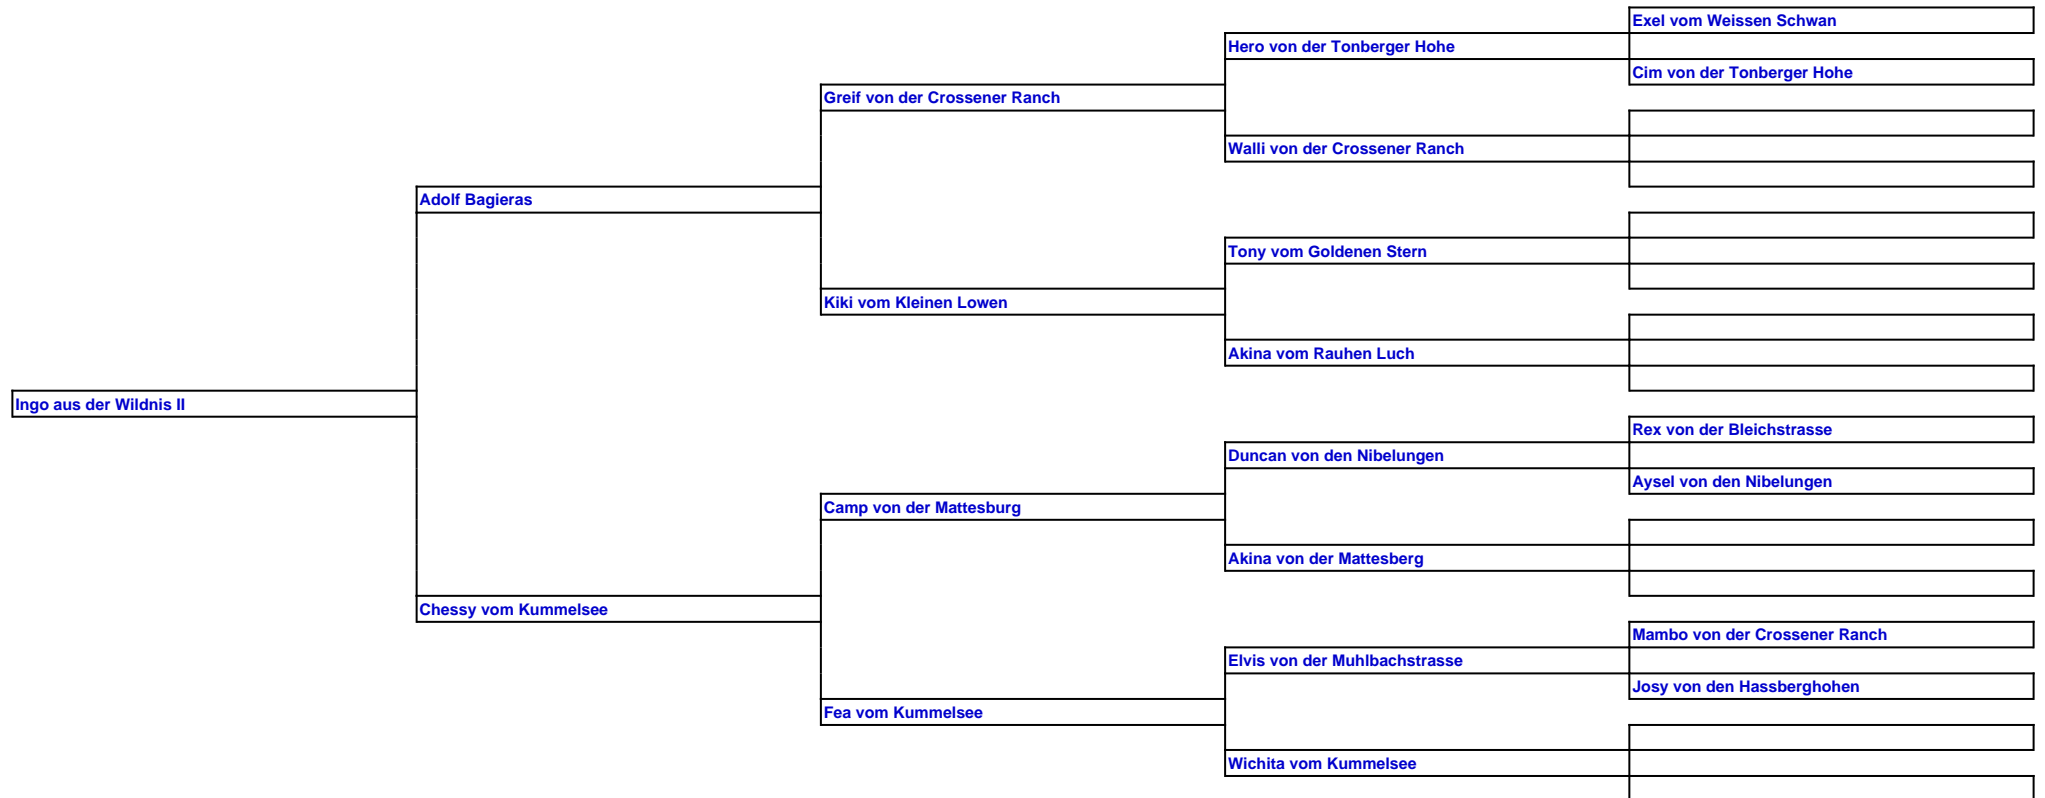 Exel vom Weissen Schwan
Hero von der Tonberger Hohe
Cim von der Tonberger Hohe
Greif von der Crossener Ranch
Walli von der Crossener Ranch
Adolf Bagieras
Tony vom Goldenen Stern
Kiki vom Kleinen Lowen
Akina vom Rauhen Luch
Ingo aus der Wildnis II
Rex von der Bleichstrasse
Duncan von den Nibelungen
Aysel von den Nibelungen
Camp von der Mattesburg
Akina von der Mattesberg
Chessy vom Kummelsee
Mambo von der Crossener Ranch
Elvis von der Muhlbachstrasse
Josy von den Hassberghohen
Fea vom Kummelsee
Wichita vom Kummelsee